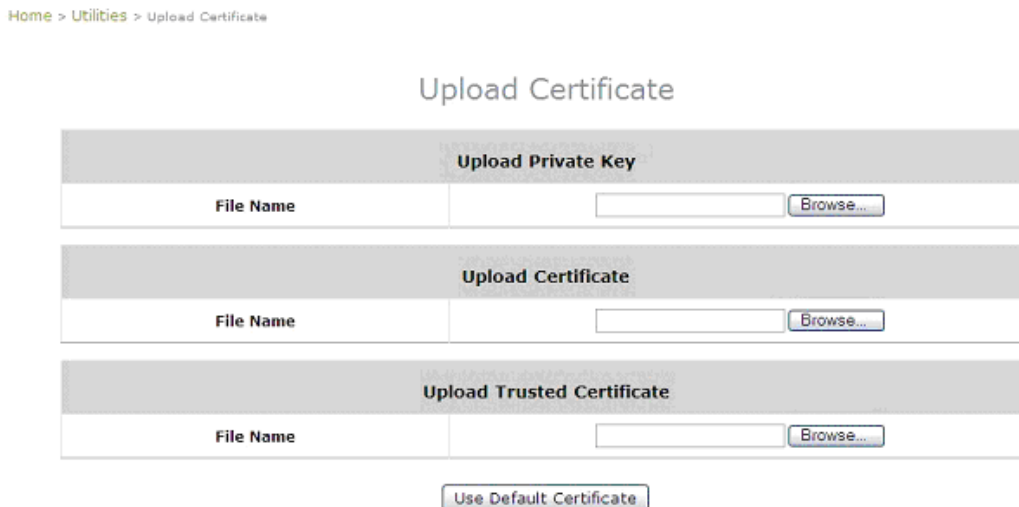 Home > Utilities > Upload Certificate
Upload Certificate
Upload Private Key
File Name Browse...
Upload Certificate
File Name Browse...
Upload Trusted Certificate
File Name Browse...
Use Default Certificate